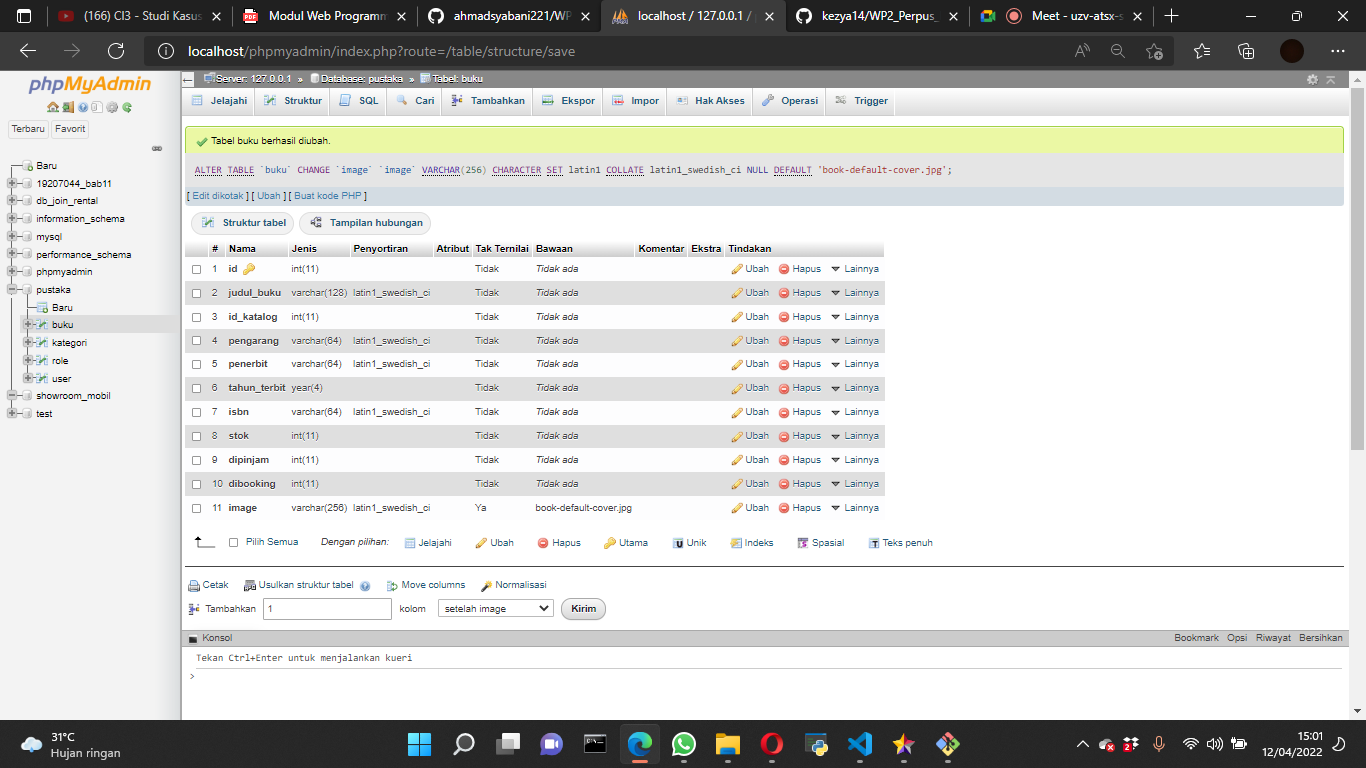 (166) CI3 - Studi Kasus
Modul Web Programm
ahmadsyabani221/WP
localhost / 127.0.0.1 /
kezya14/WP2_Perpus_
Meet - uzv-atsx-s
localhost/phpmyadmin/index.php?route=/table/structure/save
phpMyAdmin
Terbaru Favorit
Baru
19207044_bab11
db_join_rental
information_schema
mysql
performance_schema
phpmyadmin
pustaka
Baru
buku
kategori
role
user
showroom_mobil
test
Server: 127.0.0.1 » Database: pustaka » Tabel: buku
Jelajahi Struktur SQL Cari Tambahkan Ekspor Impor Hak Akses Operasi Trigger
Tabel buku berhasil diubah.
ALTER TABLE `buku` CHANGE `image` `image` VARCHAR(256) CHARACTER SET latin1 COLLATE latin1_swedish_ci NULL DEFAULT 'book-default-cover.jpg';
[ Edit dikotak ] [ Ubah ] [ Buat kode PHP ]
Struktur tabel Tampilan hubungan
# Nama Jenis Penyortiran Atribut Tak Ternilai Bawaan Komentar Ekstra Tindakan
1 id int(11) Tidak Tidak ada Ubah Hapus Lainnya
2 judul_buku varchar(128) latin1_swedish_ci Tidak Tidak ada Ubah Hapus Lainnya
3 id_katalog int(11) Tidak Tidak ada Ubah Hapus Lainnya
4 pengarang varchar(64) latin1_swedish_ci Tidak Tidak ada Ubah Hapus Lainnya
5 penerbit varchar(64) latin1_swedish_ci Tidak Tidak ada Ubah Hapus Lainnya
6 tahun_terbit year(4) Tidak Tidak ada Ubah Hapus Lainnya
7 isbn varchar(64) latin1_swedish_ci Tidak Tidak ada Ubah Hapus Lainnya
8 stok int(11) Tidak Tidak ada Ubah Hapus Lainnya
9 dipinjam int(11) Tidak Tidak ada Ubah Hapus Lainnya
10 dibooking int(11) Tidak Tidak ada Ubah Hapus Lainnya
11 image varchar(256) latin1_swedish_ci Ya book-default-cover.jpg Ubah Hapus Lainnya
Pilih Semua Dengan pilihan: Jelajahi Ubah Hapus Utama Unik Indeks Spasial Teks penuh
Cetak Usulkan struktur tabel Move columns Normalisasi
Tambahkan 1 kolom setelah image Kirim
Konsol Bookmark Opsi Riwayat Bersihkan
Tekan Ctrl+Enter untuk menjalankan kueri
>
31°C
Hujan ringan
15:01
12/04/2022